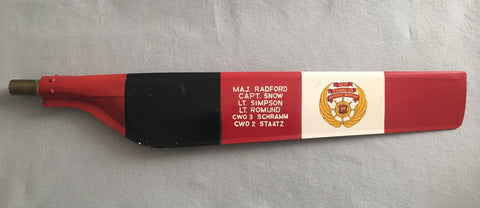 MAJ. RADFORD
CAPT. SNOW
LT. SIMPSON
LT. ROMUND
CWO 3 SCHRAMM
CWO 2 STAATZ